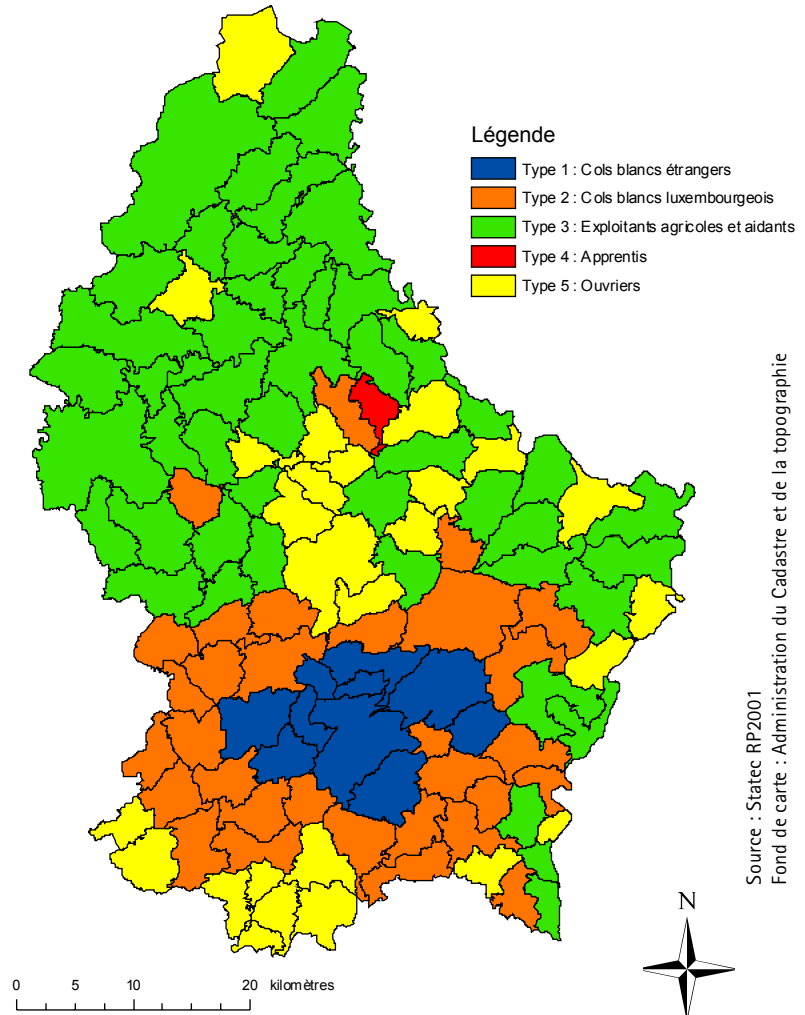 Légende
Type 1 : Cols blancs étrangers
Type 2 : Cols blancs luxembourgeois
Type 3 : Exploitants agricoles et aidants
Type 4 : Apprentis
Type 5 : Ouvriers
Source : Statec RP2001
Fond de carte : Administration du Cadastre et de la topographie
N
0 5 10 20 kilomètres